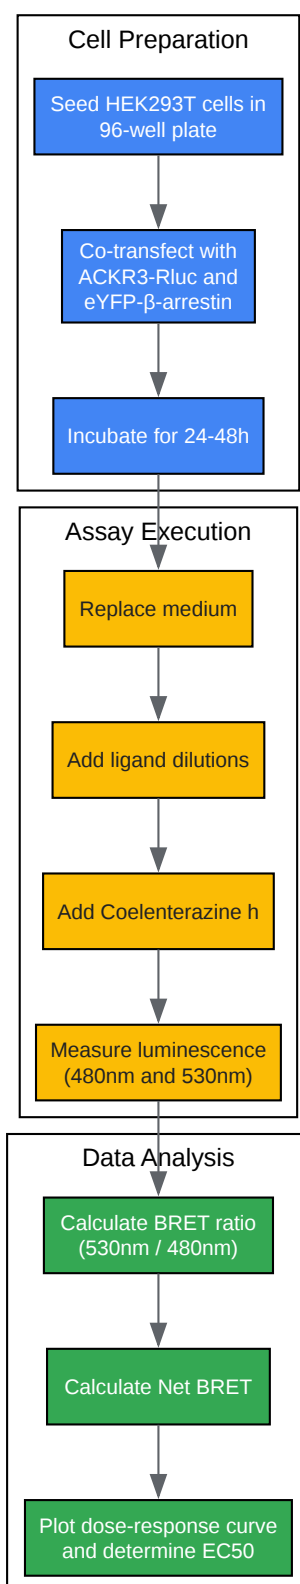 Cell Preparation
Seed HEK293T cells in
96-well plate
Co-transfect with
ACKR3-Rluc and
eYFP-β-arrestin
Incubate for 24-48h
Assay Execution
Replace medium
Add ligand dilutions
Add Coelenterazine h
Measure luminescence
(480nm and 530nm)
Data Analysis
Calculate BRET ratio
(530nm / 480nm)
Calculate Net BRET
Plot dose-response curve
and determine EC50